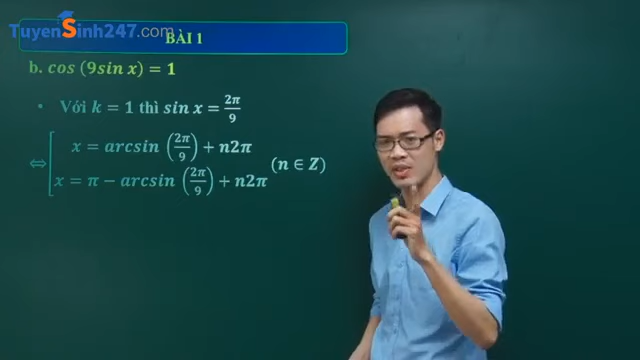 TuyenSinh247.com
BÀI 1
b. cos (9sin x) = 1
• Với k = 1 thì sin x = 2π/9
⇔ [ x = arcsin (2π/9) + n2π
x = π − arcsin (2π/9) + n2π (n ∈ Z)